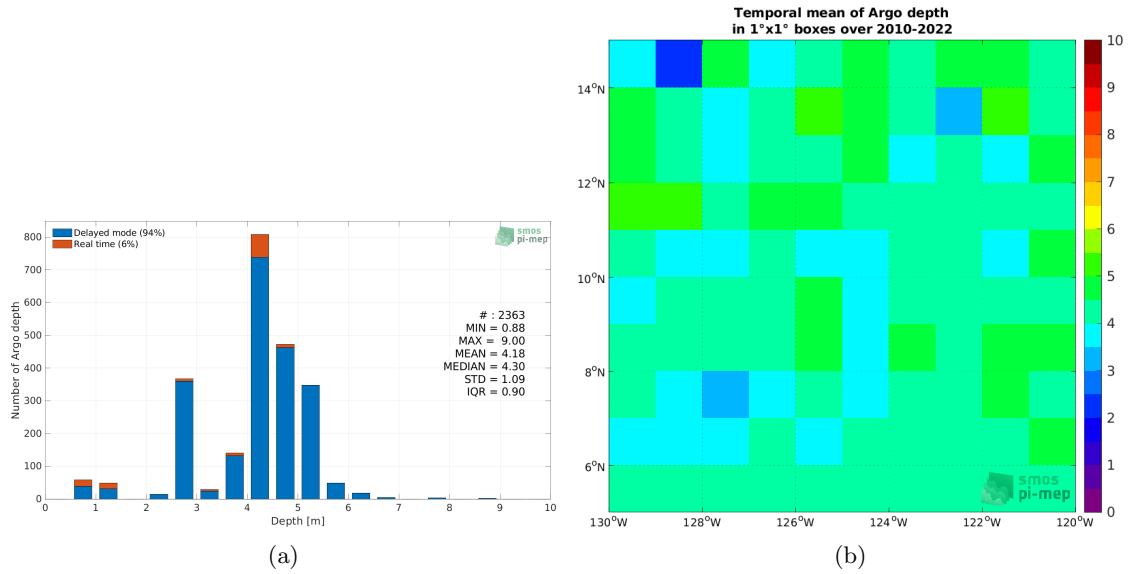 Delayed mode (94%)
Real time (6%)
smos
pi-mep
Number of Argo depth
800
700
600
500
400
300
200
100
0
# : 2363
MIN = 0.88
MAX = 9.00
MEAN = 4.18
MEDIAN = 4.30
STD = 1.09
IQR = 0.90
0 1 2 3 4 5 6 7 8 9 10
Depth [m]
(a)
Temporal mean of Argo depth
in 1°x1° boxes over 2010-2022
14°N
12°N
10°N
8°N
6°N
130°W 128°W 126°W 124°W 122°W 120°W
smos
pi-mep
10
9
8
7
6
5
4
3
2
1
0
(b)